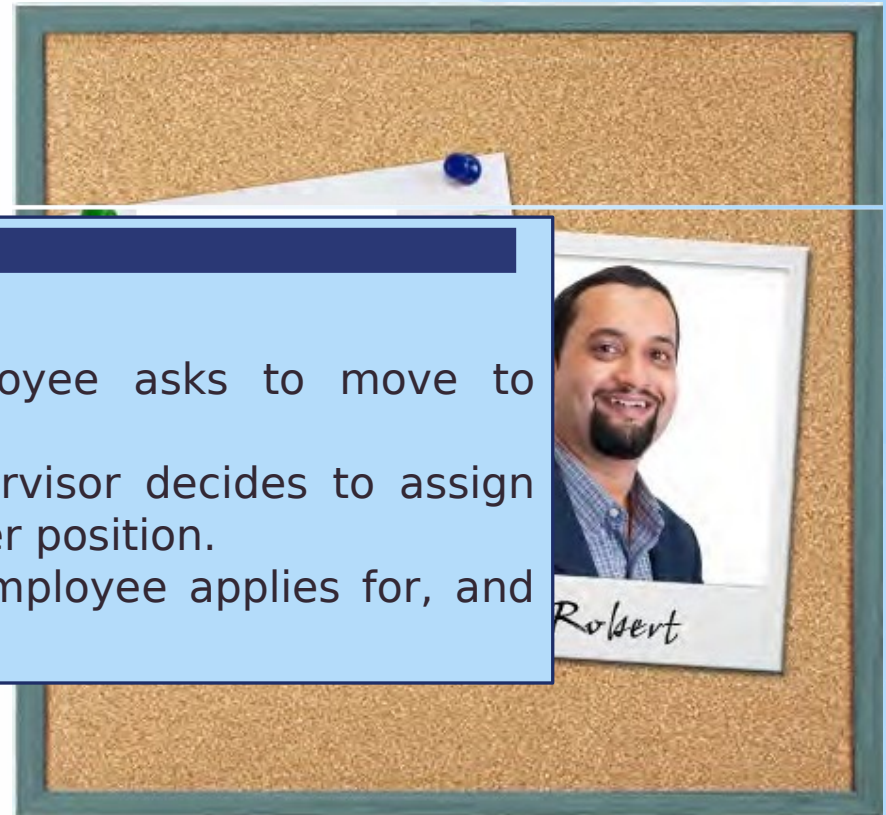 oyee asks to move to
rvisor decides to assign
er position.
mployee applies for, and
Robert